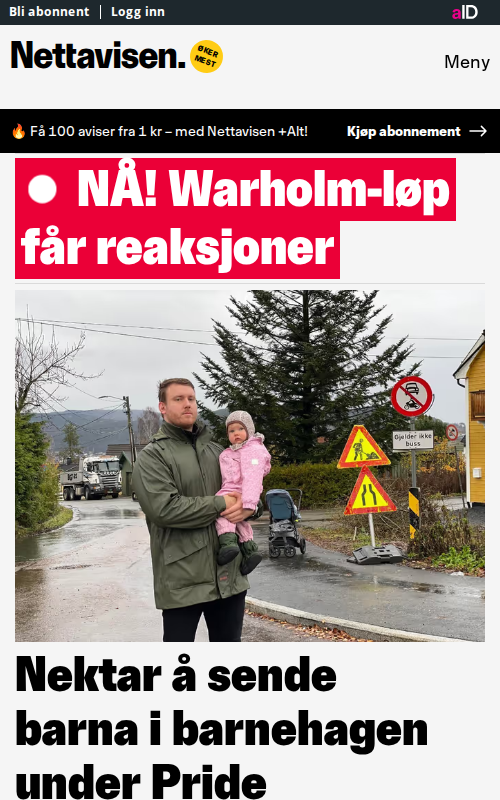 Bli abonnent
Logg inn
aID
Nettavisen.
ØKER
MEST
Meny
🔥 Få 100 aviser fra 1 kr – med Nettavisen +Alt!
Kjøp abonnement →
NÅ! Warholm-løp
får reaksjoner
Gjelder ikke
buss
Nektar å sende
barna i barnehagen
under Pride